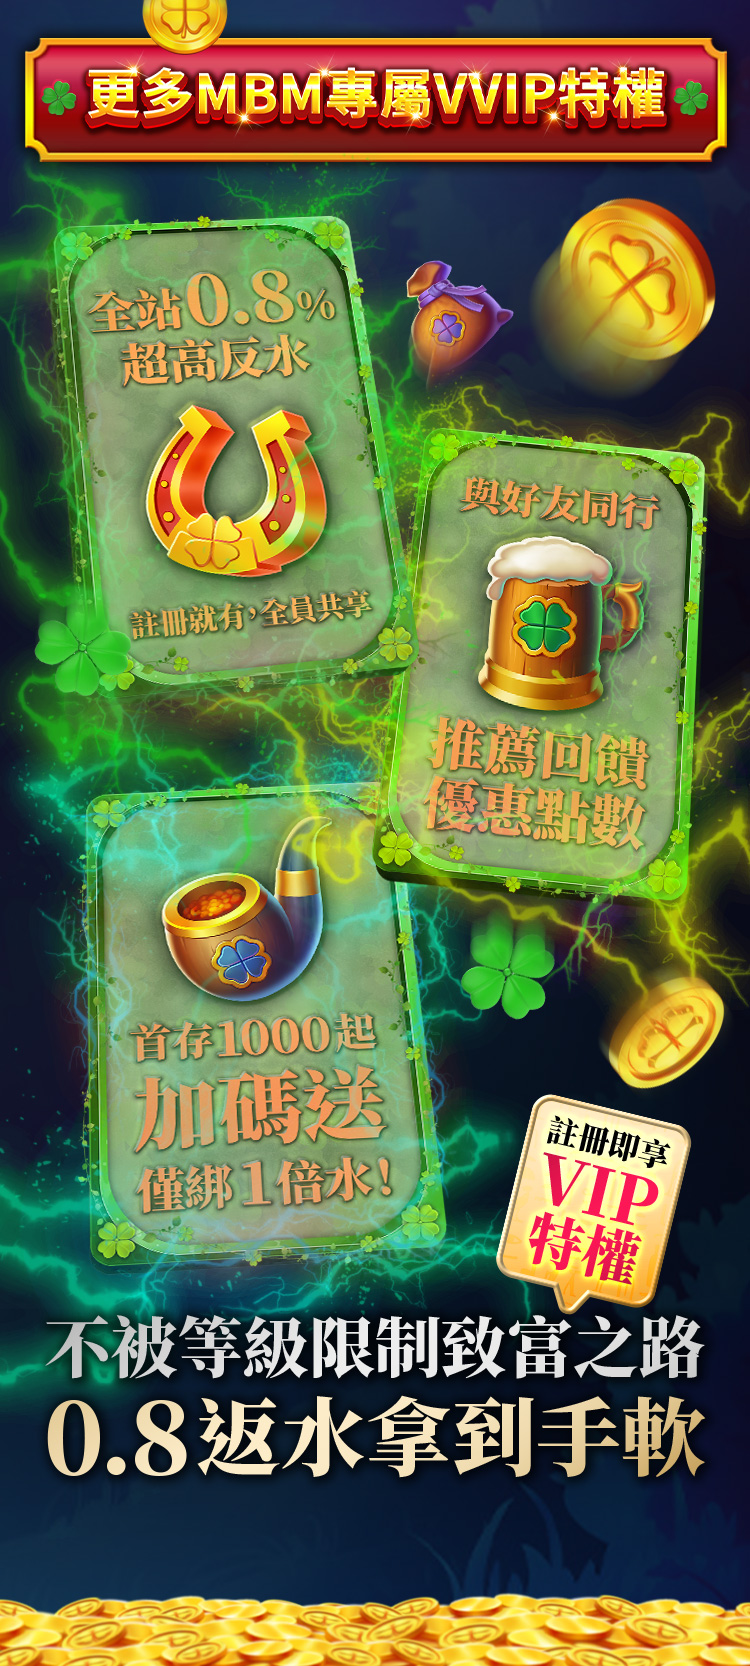 更多MBM專屬VVIP特權
全站0.8%
超高反水
註冊就有，全員共享
與好友同行
推薦回饋
優惠點數
首存1000起
加碼送
僅綁1倍水！
註冊即享
VIP
特權
不被等級限制致富之路
0.8返水拿到手軟